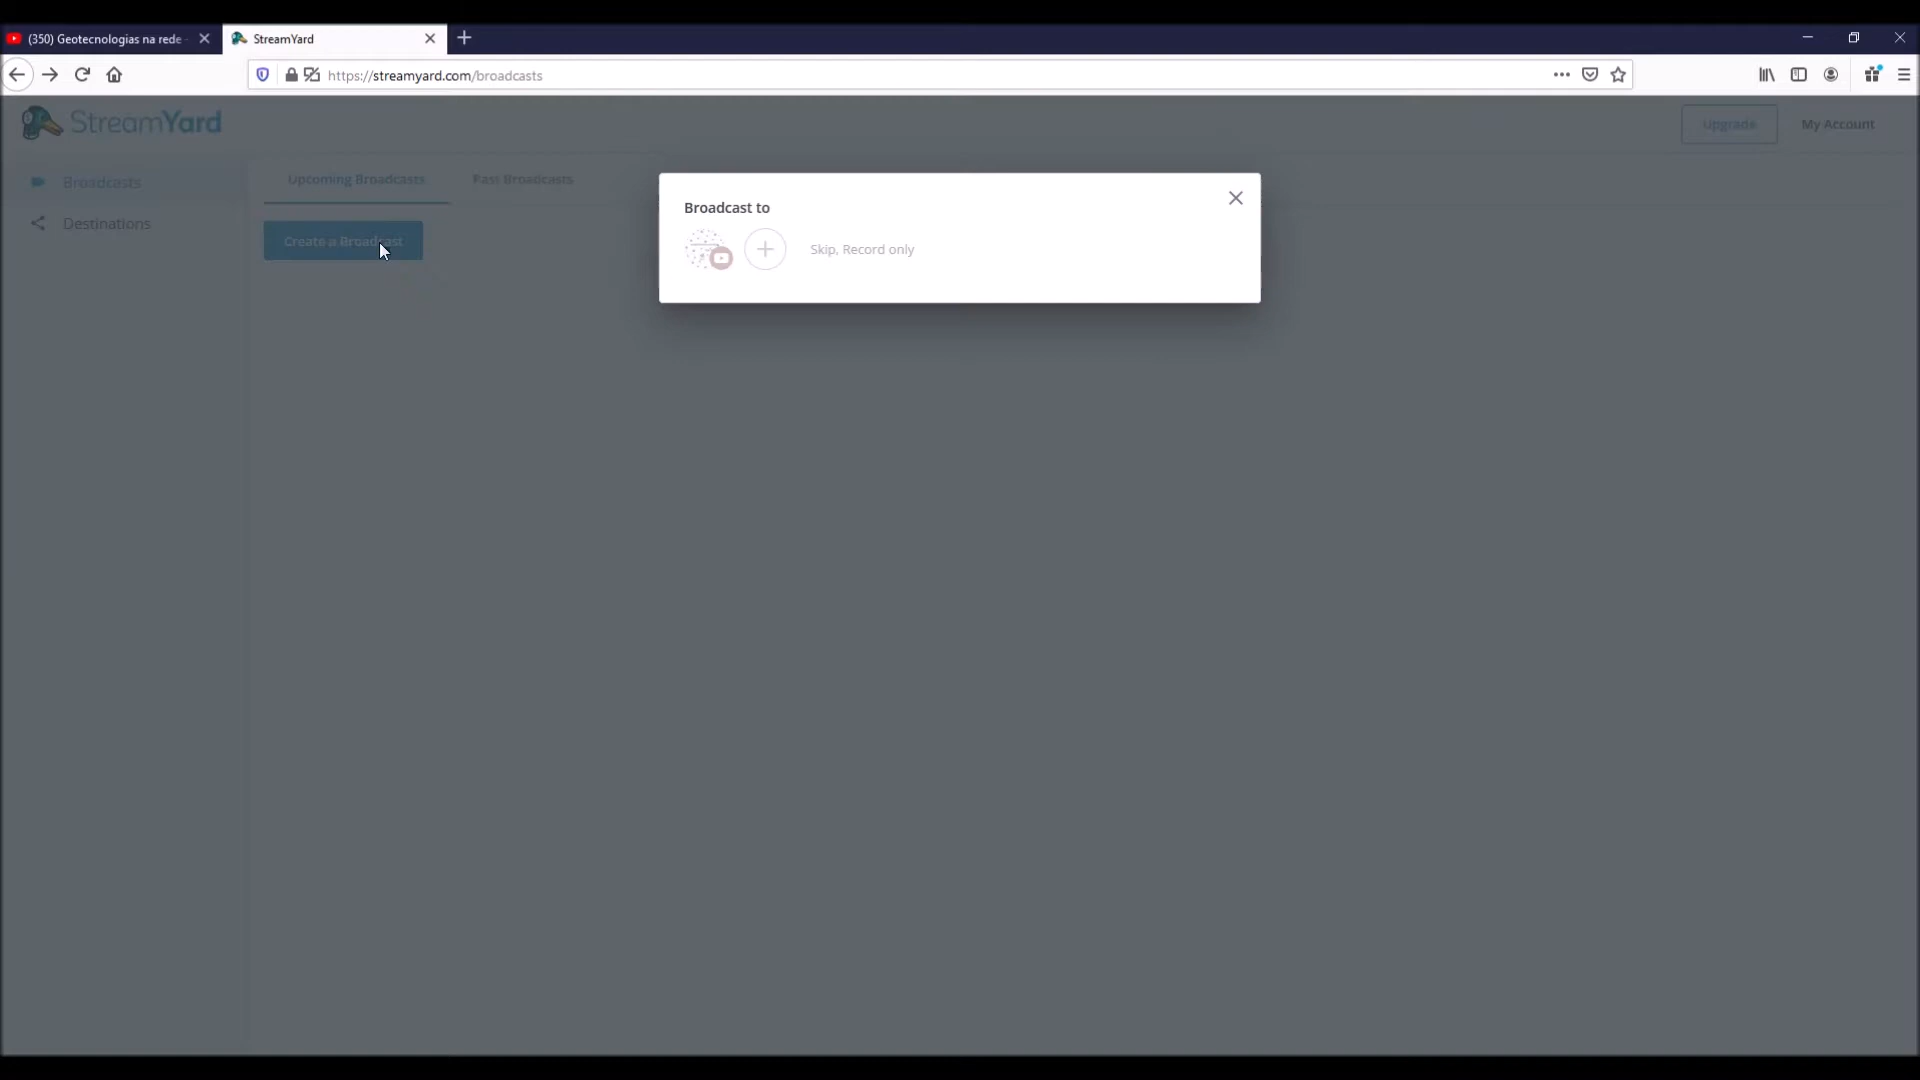 (350) Geotecnologias na rede -
StreamYard
https://streamyard.com/broadcasts
StreamYard
Upgrade
My Account
Broadcasts
Upcoming Broadcasts
Past Broadcasts
Destinations
Create a Broadcast
Broadcast to
Skip, Record only